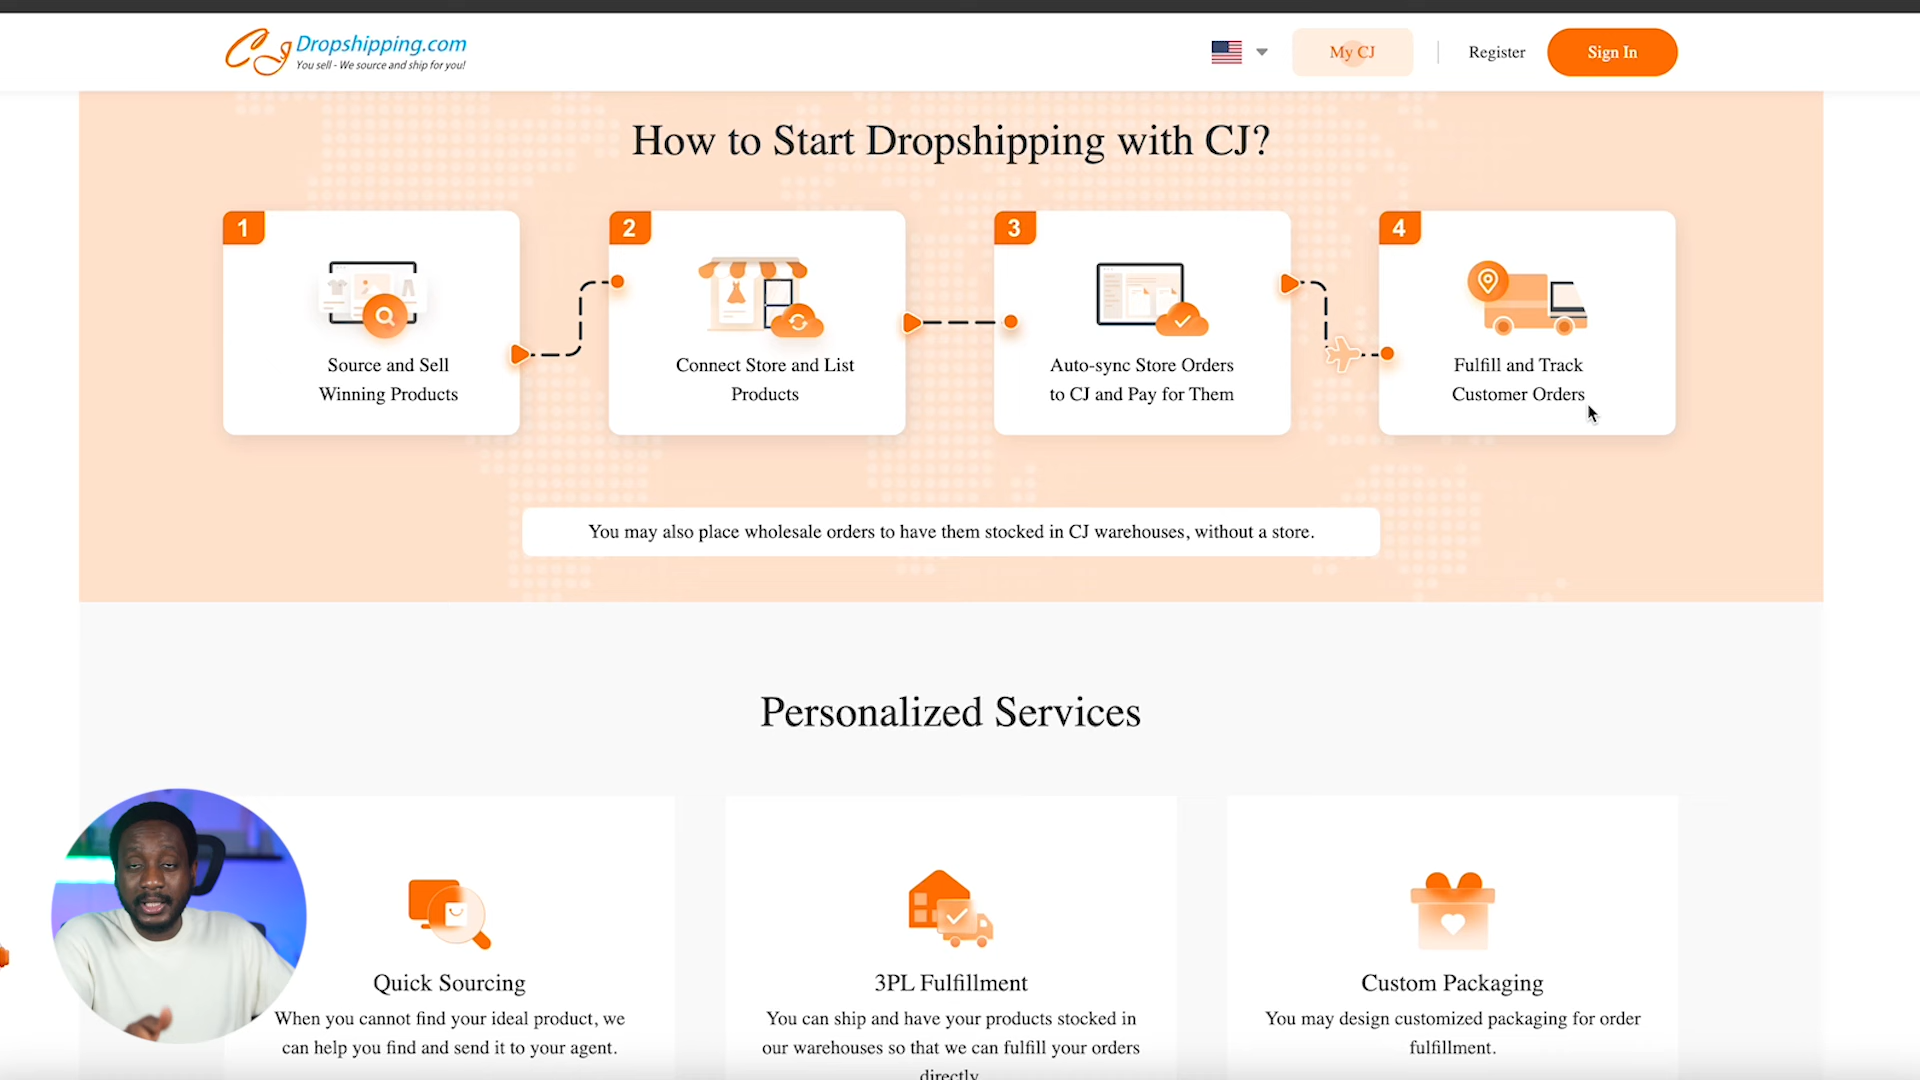 CJ Dropshipping.com
You sell - We source and ship for you!
My CJ
Register
Sign In
How to Start Dropshipping with CJ?
1
Source and Sell
Winning Products
2
Connect Store and List
Products
3
Auto-sync Store Orders
to CJ and Pay for Them
4
Fulfill and Track
Customer Orders
You may also place wholesale orders to have them stocked in CJ warehouses, without a store.
Personalized Services
Quick Sourcing
When you cannot find your ideal product, we
can help you find and send it to your agent.
3PL Fulfillment
You can ship and have your products stocked in
our warehouses so that we can fulfill your orders
directly.
Custom Packaging
You may design customized packaging for order
fulfillment.